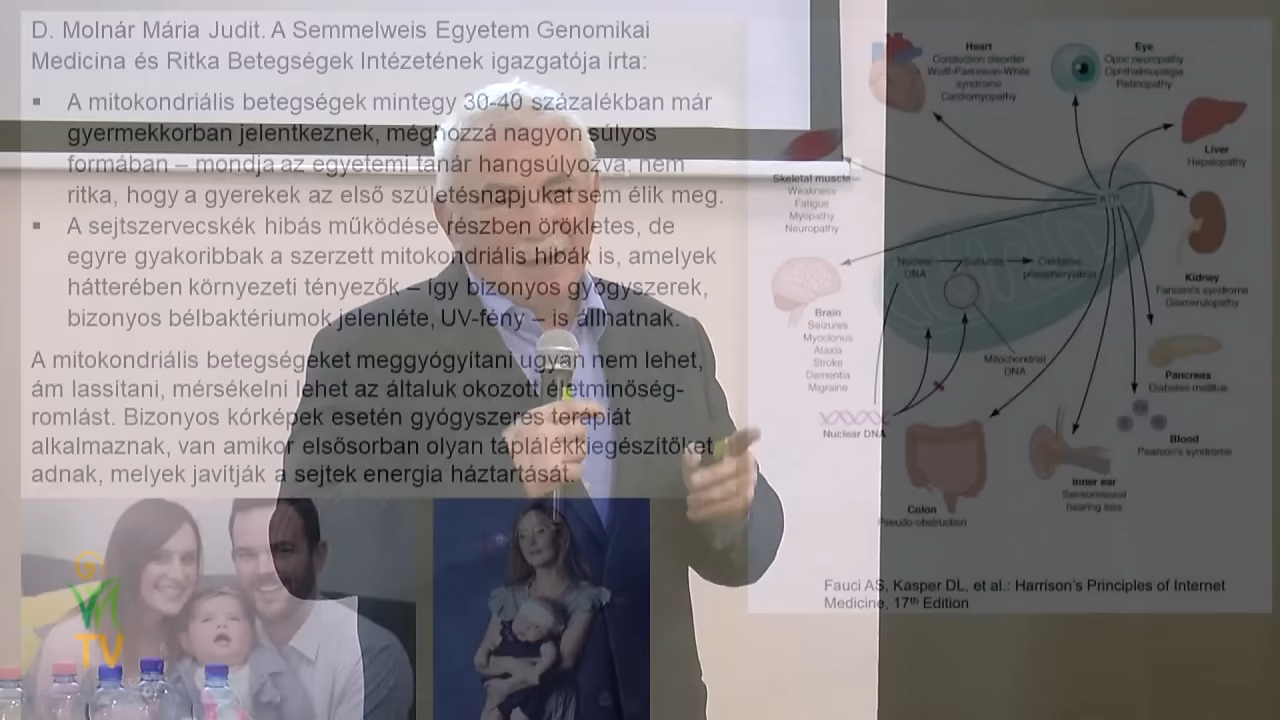 D. Molnár Mária Judit. A Semmelweis Egyetem Genomikai
Medicina és Ritka Betegségek Intézetének igazgatója írta:
▪ A mitokondriális betegségek mintegy 30-40 százalékban már
gyermekkorban jelentkeznek, méghozzá nagyon súlyos
formában – mondja az egyetemi tanár hangsúlyozva; nem
ritka, hogy a gyerekek az első születésnapjukat sem élik meg.
▪ A sejtszervecskék hibás működése részben örökletes, de
egyre gyakoribbak a szerzett mitokondriális hibák is, amelyek
hátterében környezeti tényezők – így bizonyos gyógyszerek,
bizonyos bélbaktériumok jelenléte, UV-fény – is állhatnak.
A mitokondriális betegségeket meggyógyítani ugyan nem lehet,
ám lassítani, mérsékelni lehet az általuk okozott életminőség-
romlást. Bizonyos kórképek esetén gyógyszeres terápiát
alkalmaznak, van amikor elsősorban olyan táplálékkiegészítőket
adnak, melyek javítják a sejtek energia háztartását.
Heart
Conduction disorder
Wolff-Parkinson-White
syndrome
Cardiomyopathy
Eye
Optic neuropathy
Ophthalmoplegia
Retinopathy
Liver
Hepatopathy
Skeletal muscle
Weakness
Fatigue
Myopathy
Neuropathy
ATP
Nuclear
DNA
Subunits
Oxidative
phosphorylation
Kidney
Fanconi's syndrome
Glomerulopathy
Brain
Seizures
Myoclonus
Ataxia
Stroke
Dementia
Migraine
Mitochondrial
DNA
Pancreas
Diabetes mellitus
Nuclear DNA
Blood
Pearson's syndrome
Inner ear
Sensorineural
hearing loss
Colon
Pseudo-obstruction
Fauci AS, Kasper DL, et al.: Harrison's Principles of Internet
Medicine, 17th Edition
G
TV